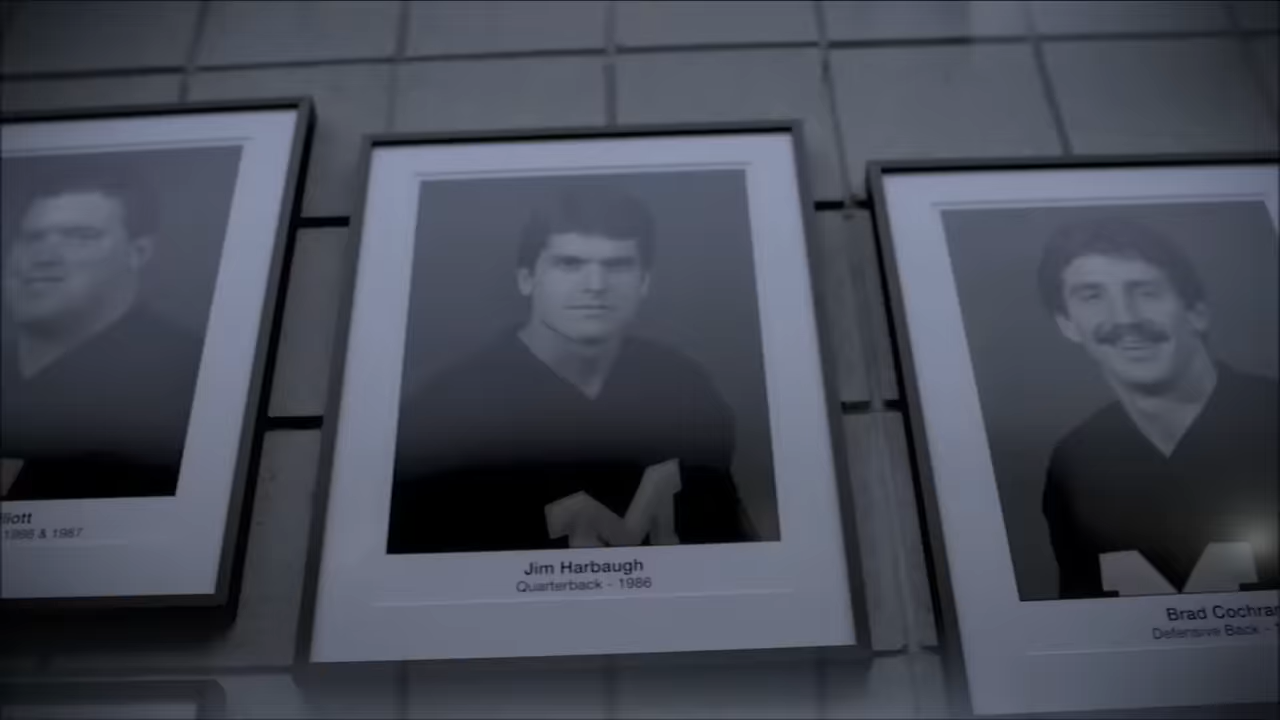 lliott
1986 & 1987
Jim Harbaugh
Quarterback - 1986
Brad Cochran
Defensive Back -